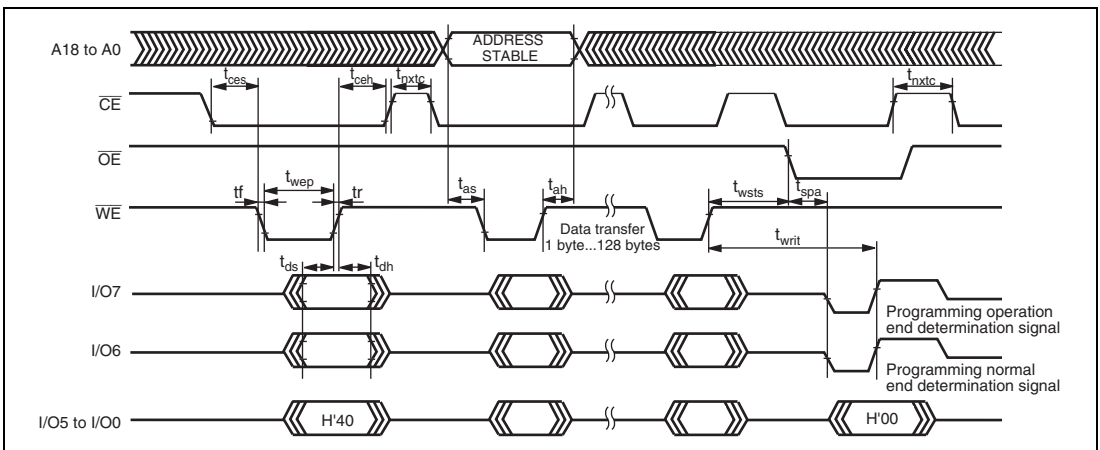 A18 to A0
ADDRESS
STABLE
tces
tceh
tnxtc
tnxtc
CE
OE
twep
tf
tr
tas
tah
twsts
tspa
WE
Data transfer
1 byte...128 bytes
twrit
tds
tdh
I/O7
Programming operation
end determination signal
I/O6
Programming normal
end determination signal
I/O5 to I/O0
H'40
H'00